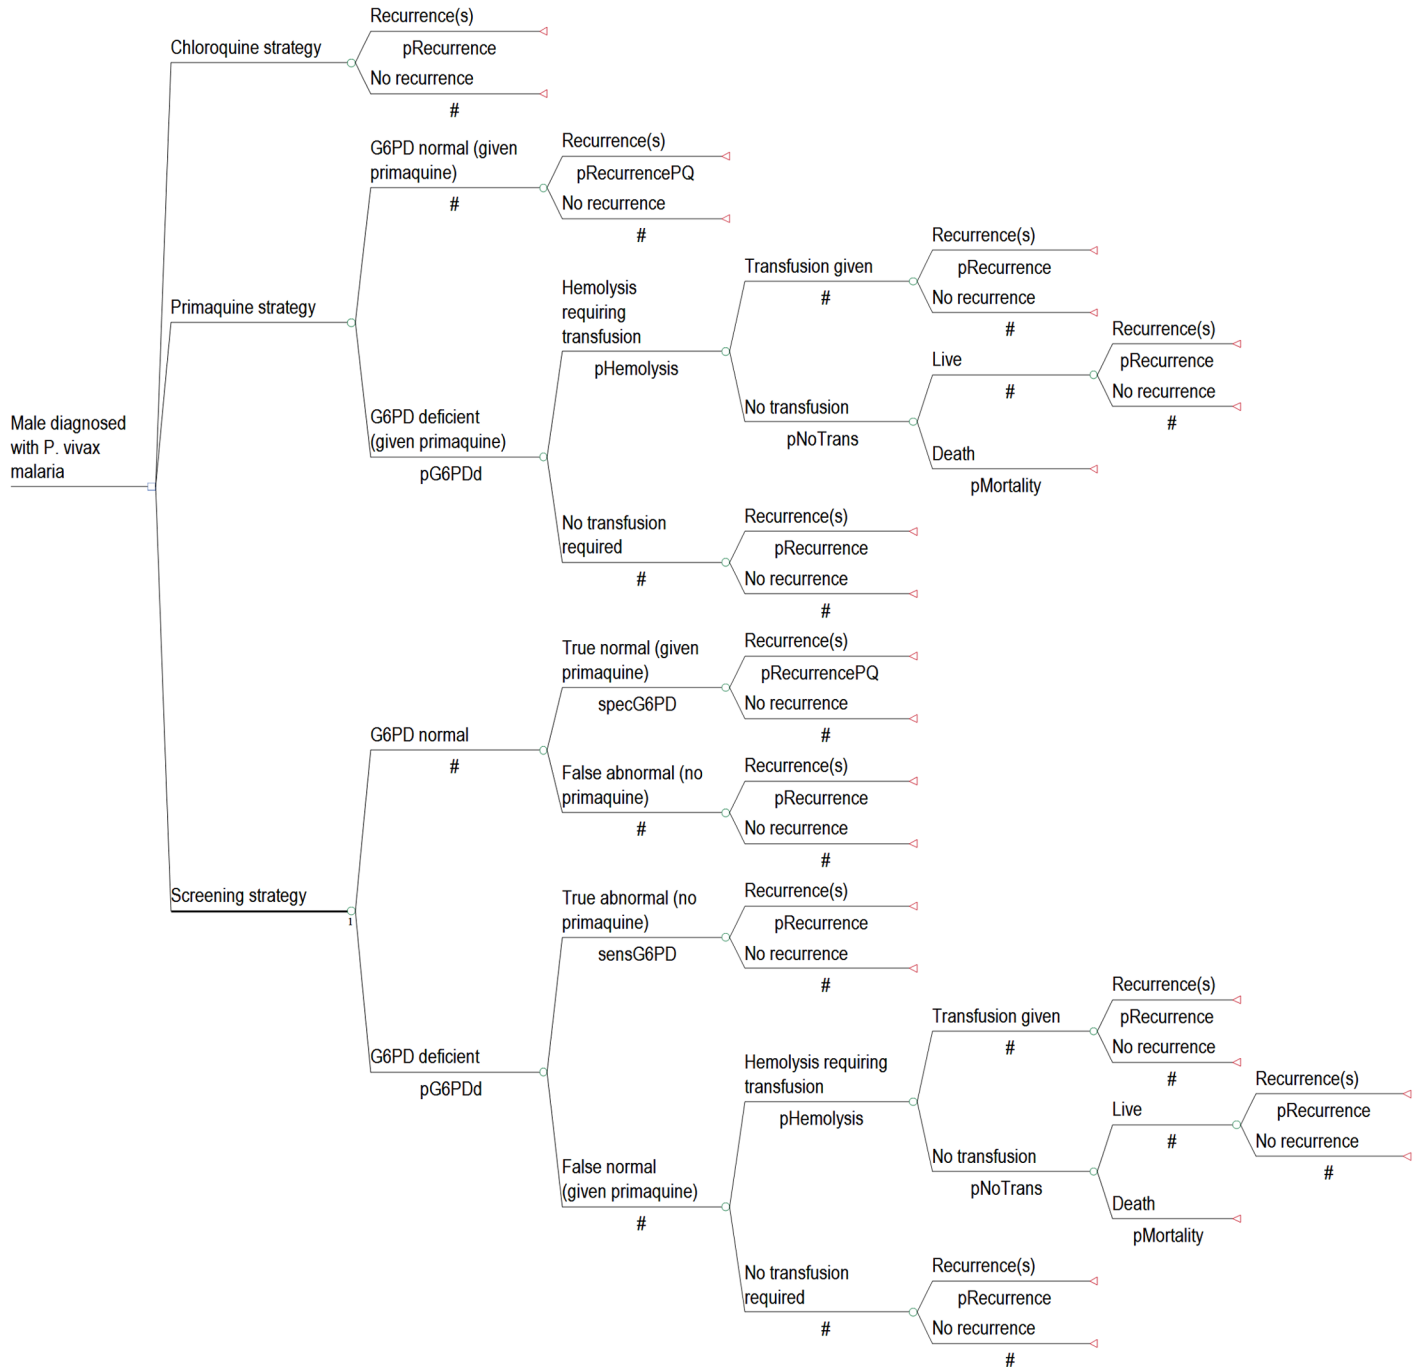 Recurrence(s)
Chloroquine strategy
pRecurrence
No recurrence
#
G6PD normal (given
primaquine)
#
Recurrence(s)
pRecurrencePQ
No recurrence
#
Primaquine strategy
Hemolysis
requiring
transfusion
pHemolysis
Transfusion given
#
Recurrence(s)
pRecurrence
No recurrence
#
No transfusion
pNoTrans
Live
#
Recurrence(s)
pRecurrence
No recurrence
#
Death
pMortality
G6PD deficient
(given primaquine)
pG6PDd
No transfusion
required
#
Recurrence(s)
pRecurrence
No recurrence
#
Male diagnosed
with P. vivax
malaria
True normal (given
primaquine)
specG6PD
Recurrence(s)
pRecurrencePQ
No recurrence
#
G6PD normal
#
False abnormal (no
primaquine)
#
Recurrence(s)
pRecurrence
No recurrence
#
Screening strategy
1
True abnormal (no
primaquine)
sensG6PD
Recurrence(s)
pRecurrence
No recurrence
#
G6PD deficient
pG6PDd
Hemolysis requiring
transfusion
pHemolysis
Transfusion given
#
Recurrence(s)
pRecurrence
No recurrence
#
No transfusion
pNoTrans
Live
#
Recurrence(s)
pRecurrence
No recurrence
#
Death
pMortality
False normal
(given primaquine)
#
No transfusion
required
#
Recurrence(s)
pRecurrence
No recurrence
#